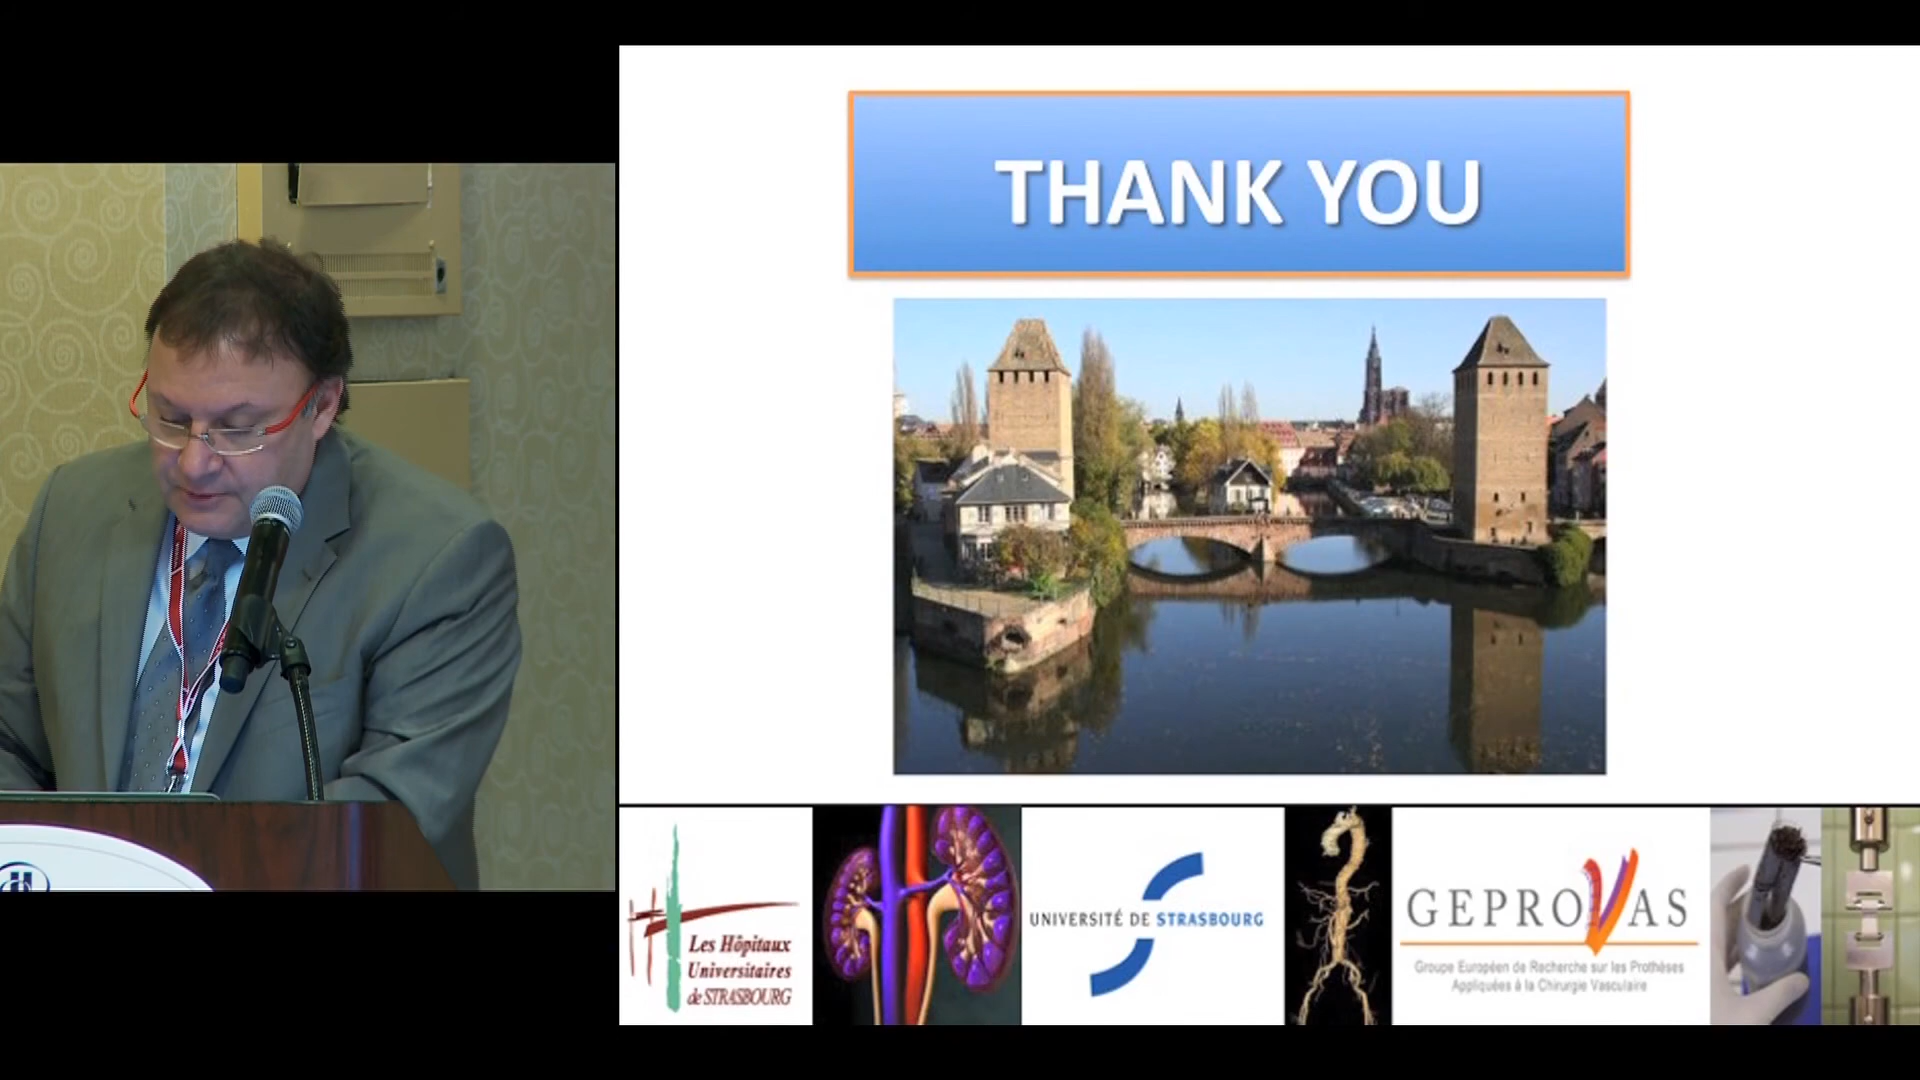 THANK YOU
Les Hôpitaux
Universitaires
de STRASBOURG
UNIVERSITÉ DE STRASBOURG
GEPROVAS
Groupe Européen de Recherche sur les Prothèses
Appliquées à la Chirurgie Vasculaire